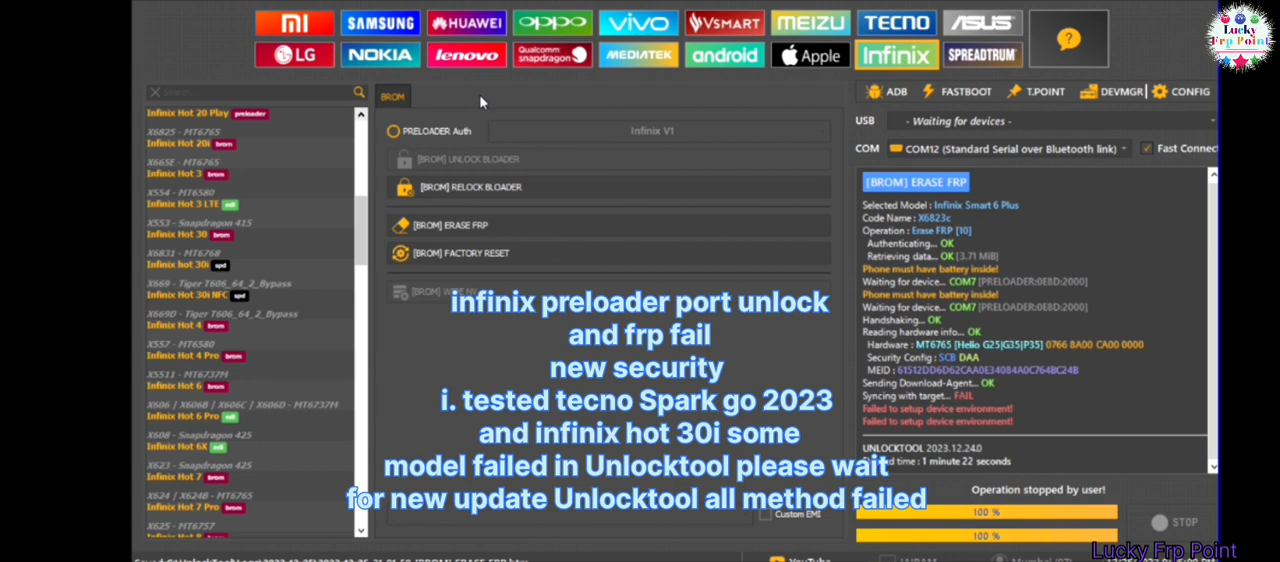 MI SAMSUNG HUAWEI OPPO vivo VSMART MEIZU TECNO ASUS ?
LG NOKIA lenovo Qualcomm snapdragon MEDIATEK android Apple Infinix SPREADTRUM
Lucky
Frp Point
Search
Infinix Hot 20 Play preloader
X6825 - MT6765
Infinix Hot 20i brom
X665E - MT6765
Infinix Hot 3 brom
X554 - MT6580
Infinix Hot 3 LTE edl
X553 - Snapdragon 415
Infinix Hot 30 brom
X6831 - MT6768
Infinix hot 30i spd
X669 - Tiger T606_64_2_Bypass
Infinix Hot 30i NFC spd
X669D - Tiger T606_64_2_Bypass
Infinix Hot 4 brom
X557 - MT6580
Infinix Hot 4 Pro brom
X5511 - MT6737M
Infinix Hot 6 brom
X606 / X606B / X606C / X606D - MT6737M
Infinix Hot 6 Pro edl
X608 - Snapdragon 425
Infinix Hot 6X edl
X623 - Snapdragon 425
Infinix Hot 7 brom
X624 / X624B - MT6765
Infinix Hot 7 Pro brom
X625 - MT6757
Infinix Hot 8 brom
BROM
PRELOADER Auth Infinix V1
[BROM] UNLOCK BLOADER
[BROM] RELOCK BLOADER
[BROM] ERASE FRP
[BROM] FACTORY RESET
[BROM] WIPE NV
infinix preloader port unlock
and frp fail
new security
i. tested tecno Spark go 2023
and infinix hot 30i some
model failed in Unlocktool please wait
for new update Unlocktool all method failed
Custom EMI
ADB FASTBOOT T.POINT DEVMGR CONFIG
USB - Waiting for devices -
COM COM12 (Standard Serial over Bluetooth link) Fast Connect
[BROM] ERASE FRP
Selected Model : Infinix Smart 6 Plus
Code Name : X6823c
Operation : Erase FRP [10]
Authenticating... OK
Retrieving data... OK [3.71 MiB]
Phone must have battery inside!
Waiting for device... COM7 [PRELOADER:0E8D:2000]
Phone must have battery inside!
Waiting for device... COM7 [PRELOADER:0E8D:2000]
Handshaking... OK
Reading hardware info... OK
Hardware : MT6765 [Helio G25|G35|P35] 0766 8A00 CA00 0000
Security Config : SCB DAA
MEID : 61512DD6D62CAA0E34084A0C764BC24B
Sending Download-Agent... OK
Syncing with target... FAIL
Failed to setup device environment!
Failed to setup device environment!
UNLOCKTOOL 2023.12.24.0
time : 1 minute 22 seconds
Operation stopped by user!
100 %
100 %
STOP
YouTube
Lucky Frp Point